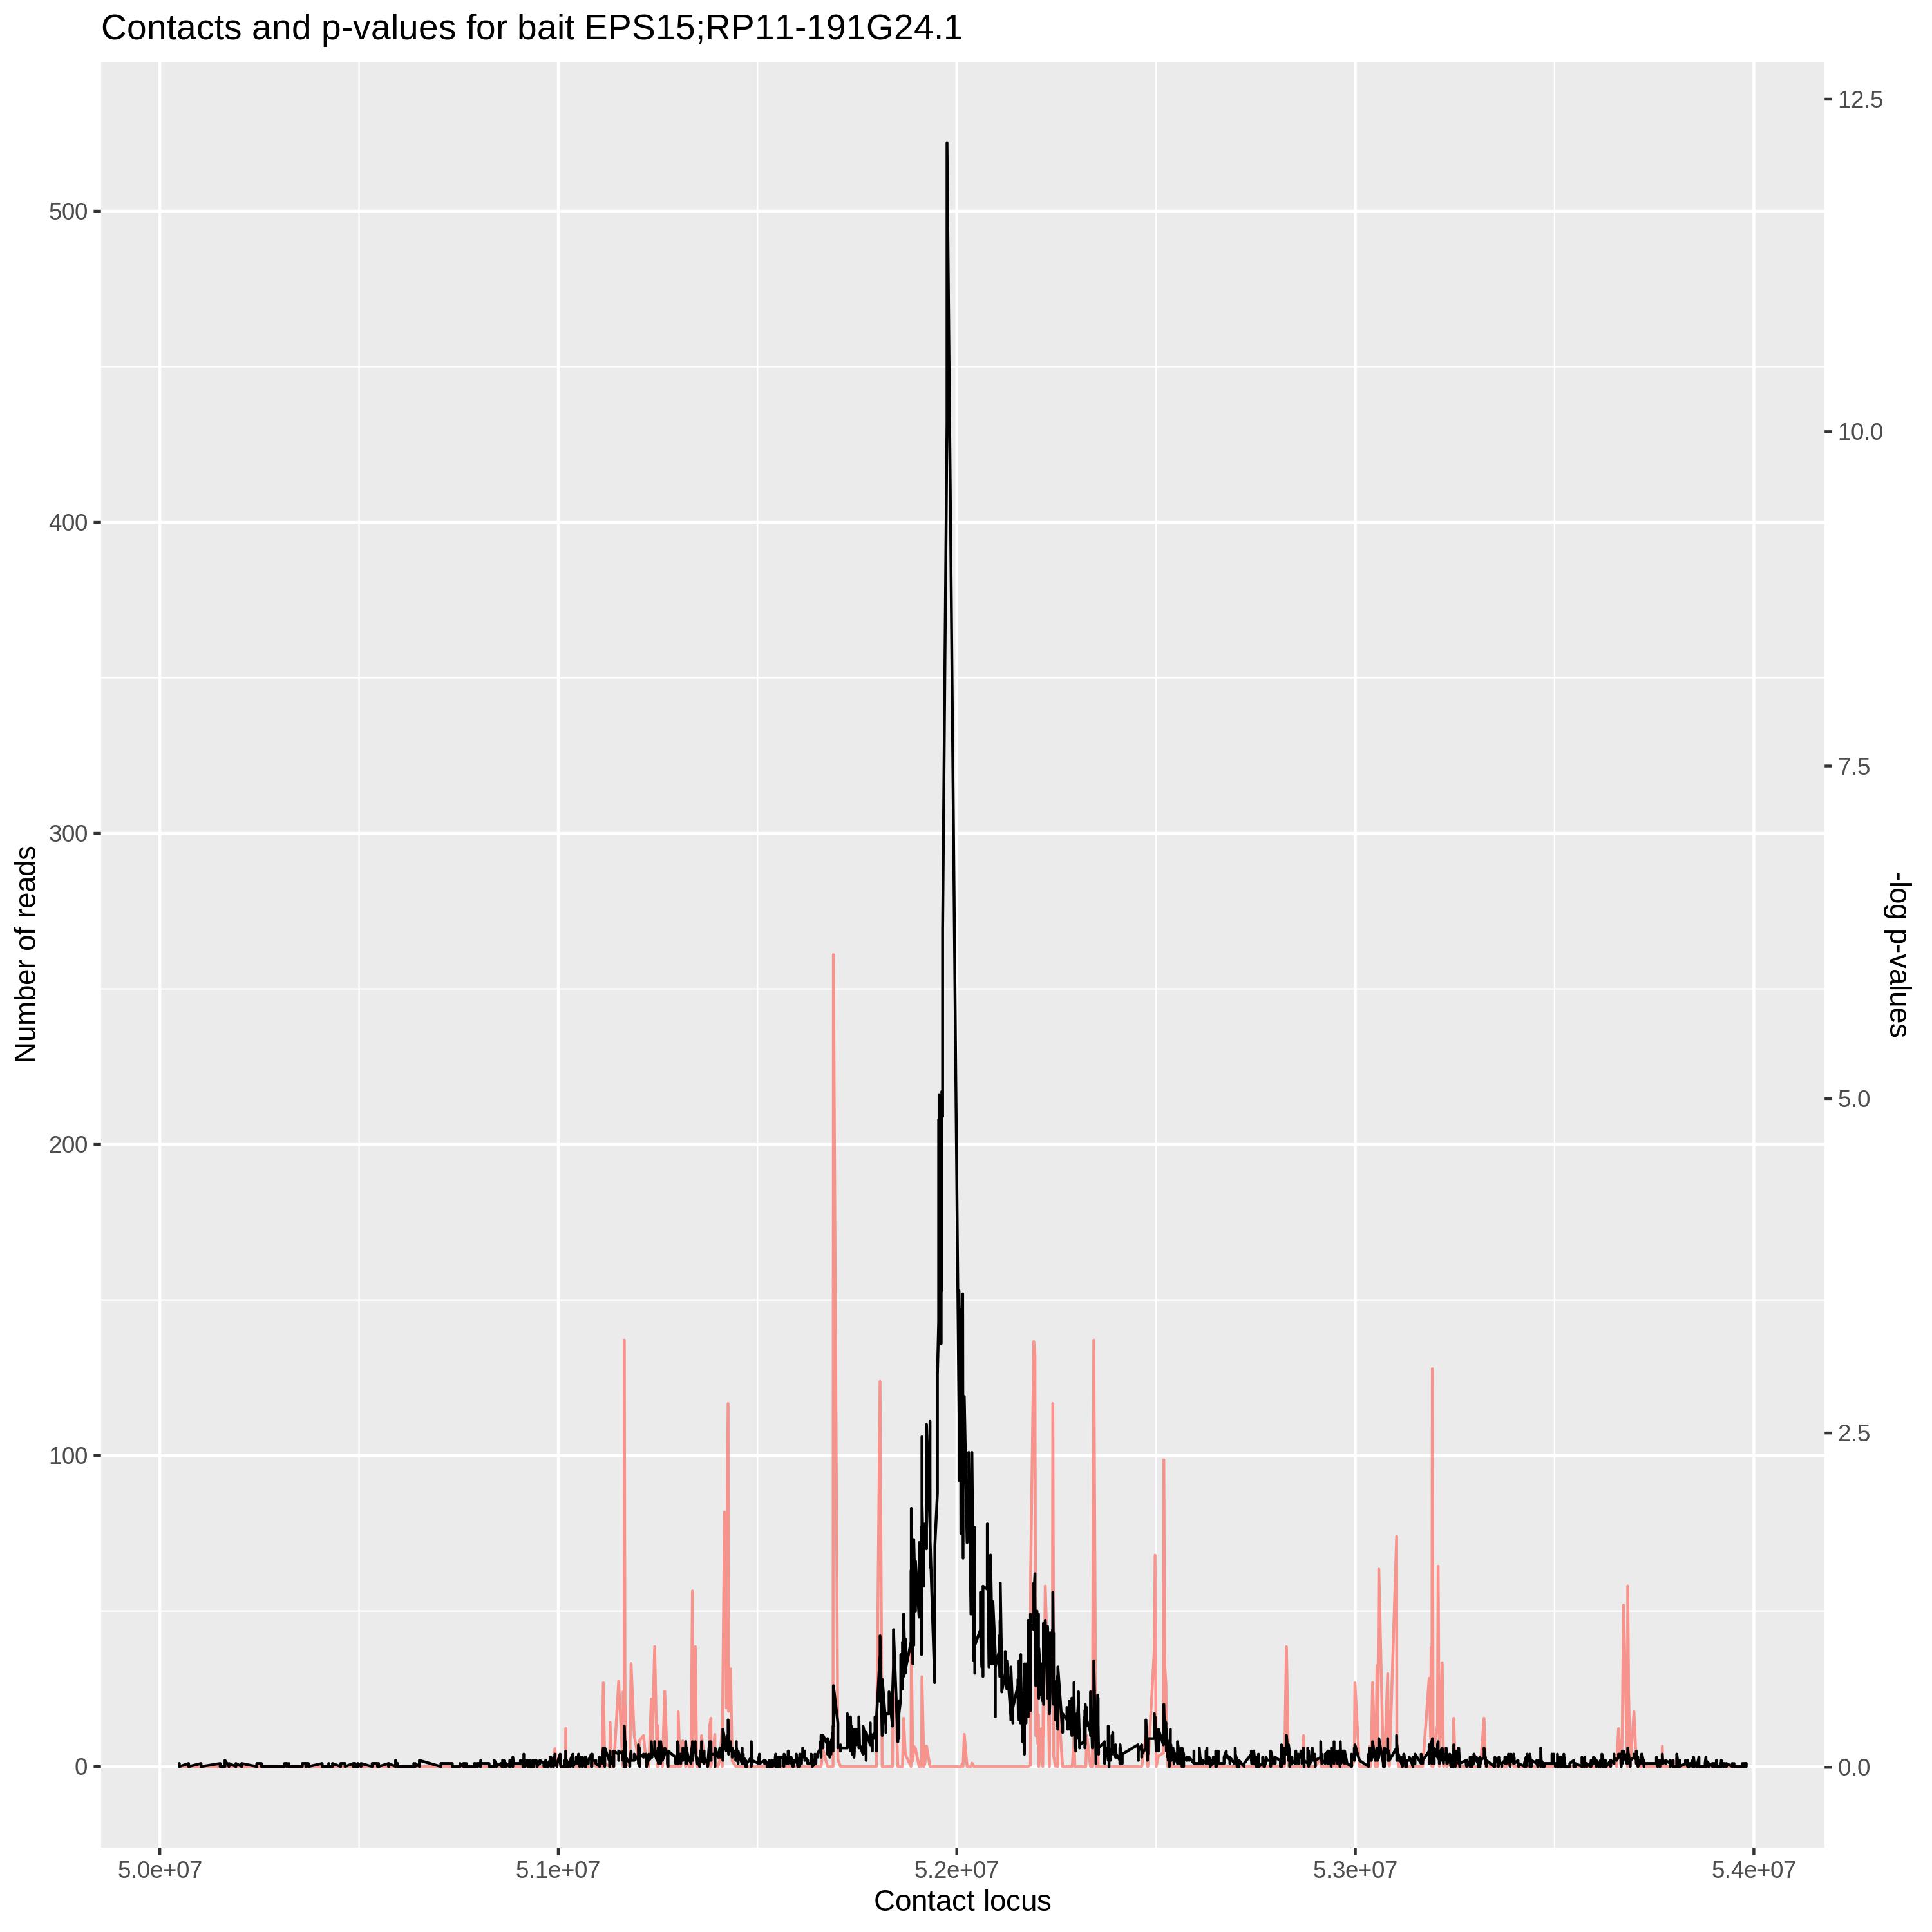 Contacts and p-values for bait EPS15;RP11-191G24.1
Number of reads
500
400
300
200
100
0
12.5
10.0
7.5
5.0
2.5
0.0
-log p-values
5.0e+07 5.1e+07 5.2e+07 5.3e+07 5.4e+07
Contact locus